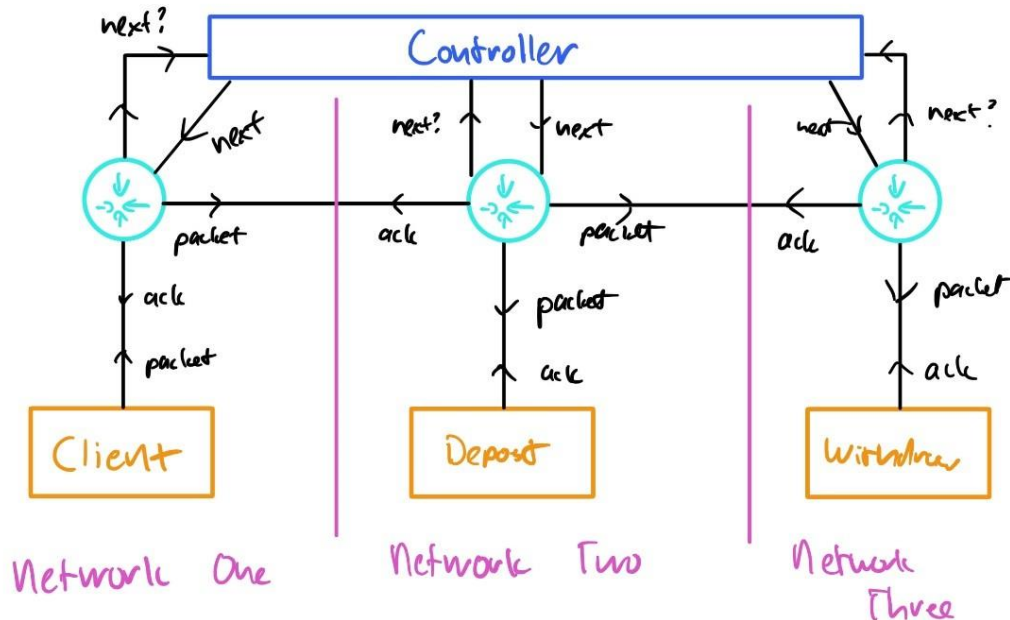 next?
Controller
next
next?
next
next
next?
packet
ack
packet
ack
ack
packet
packet
ack
packet
ack
Client
Deposit
Withdraw
Network One
Network Two
Network
Three